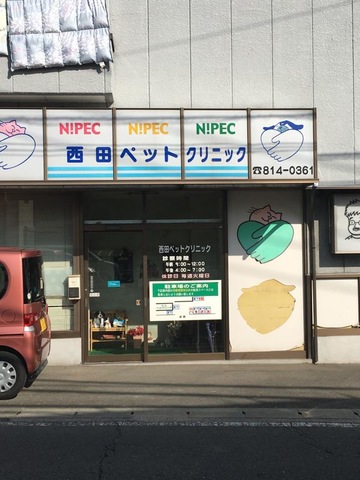 N!PEC N!PEC N!PEC
西田ペットクリニック
☎814-0361
西田ペットクリニック
診察時間
午前 9:00~12:00
午後 4:00~7:00
休診日 毎週火曜日
駐車場のご案内